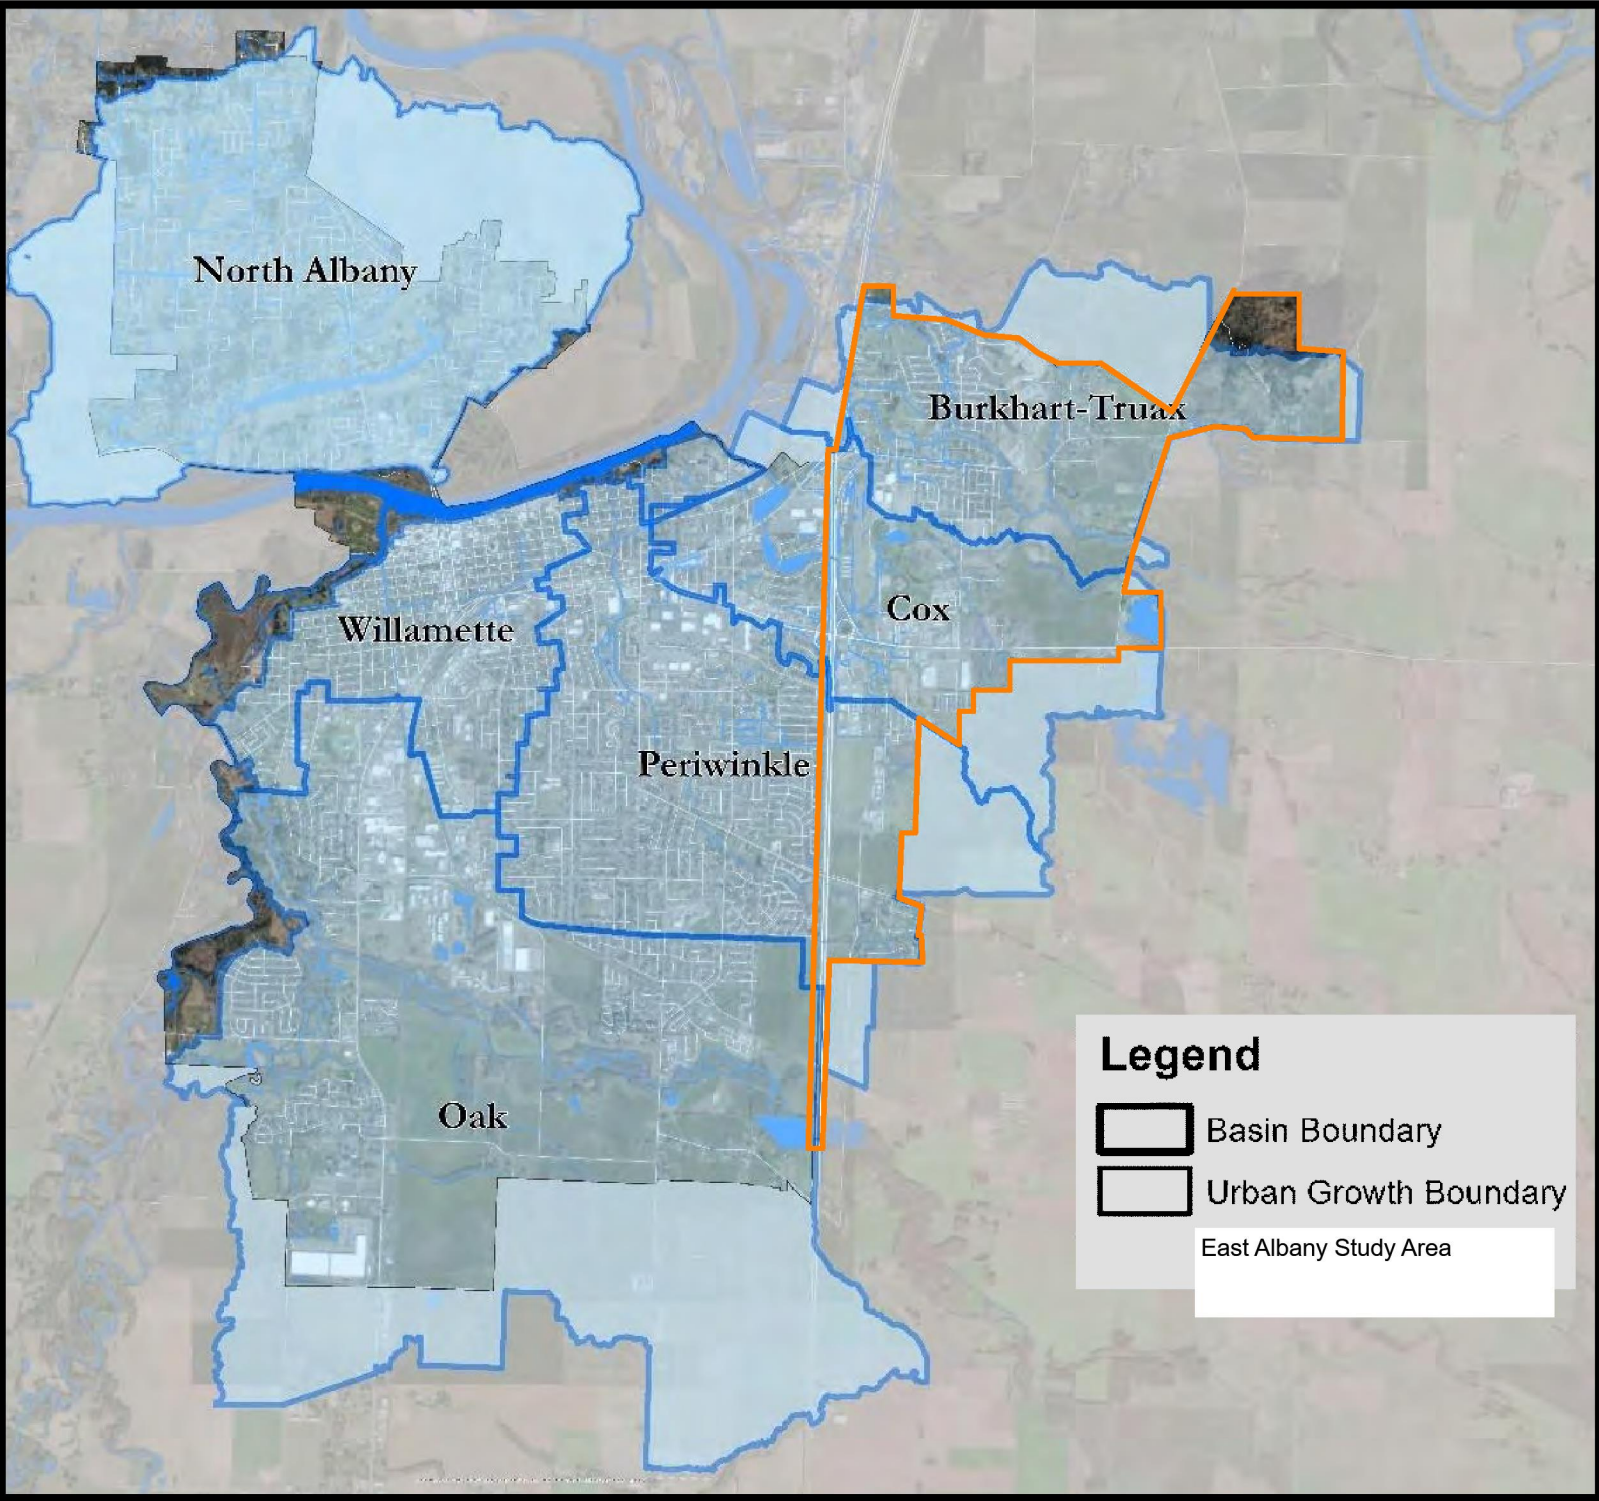 North Albany
Burkhart-Truax
Willamette
Cox
Periwinkle
Oak
Legend
Basin Boundary
Urban Growth Boundary
East Albany Study Area